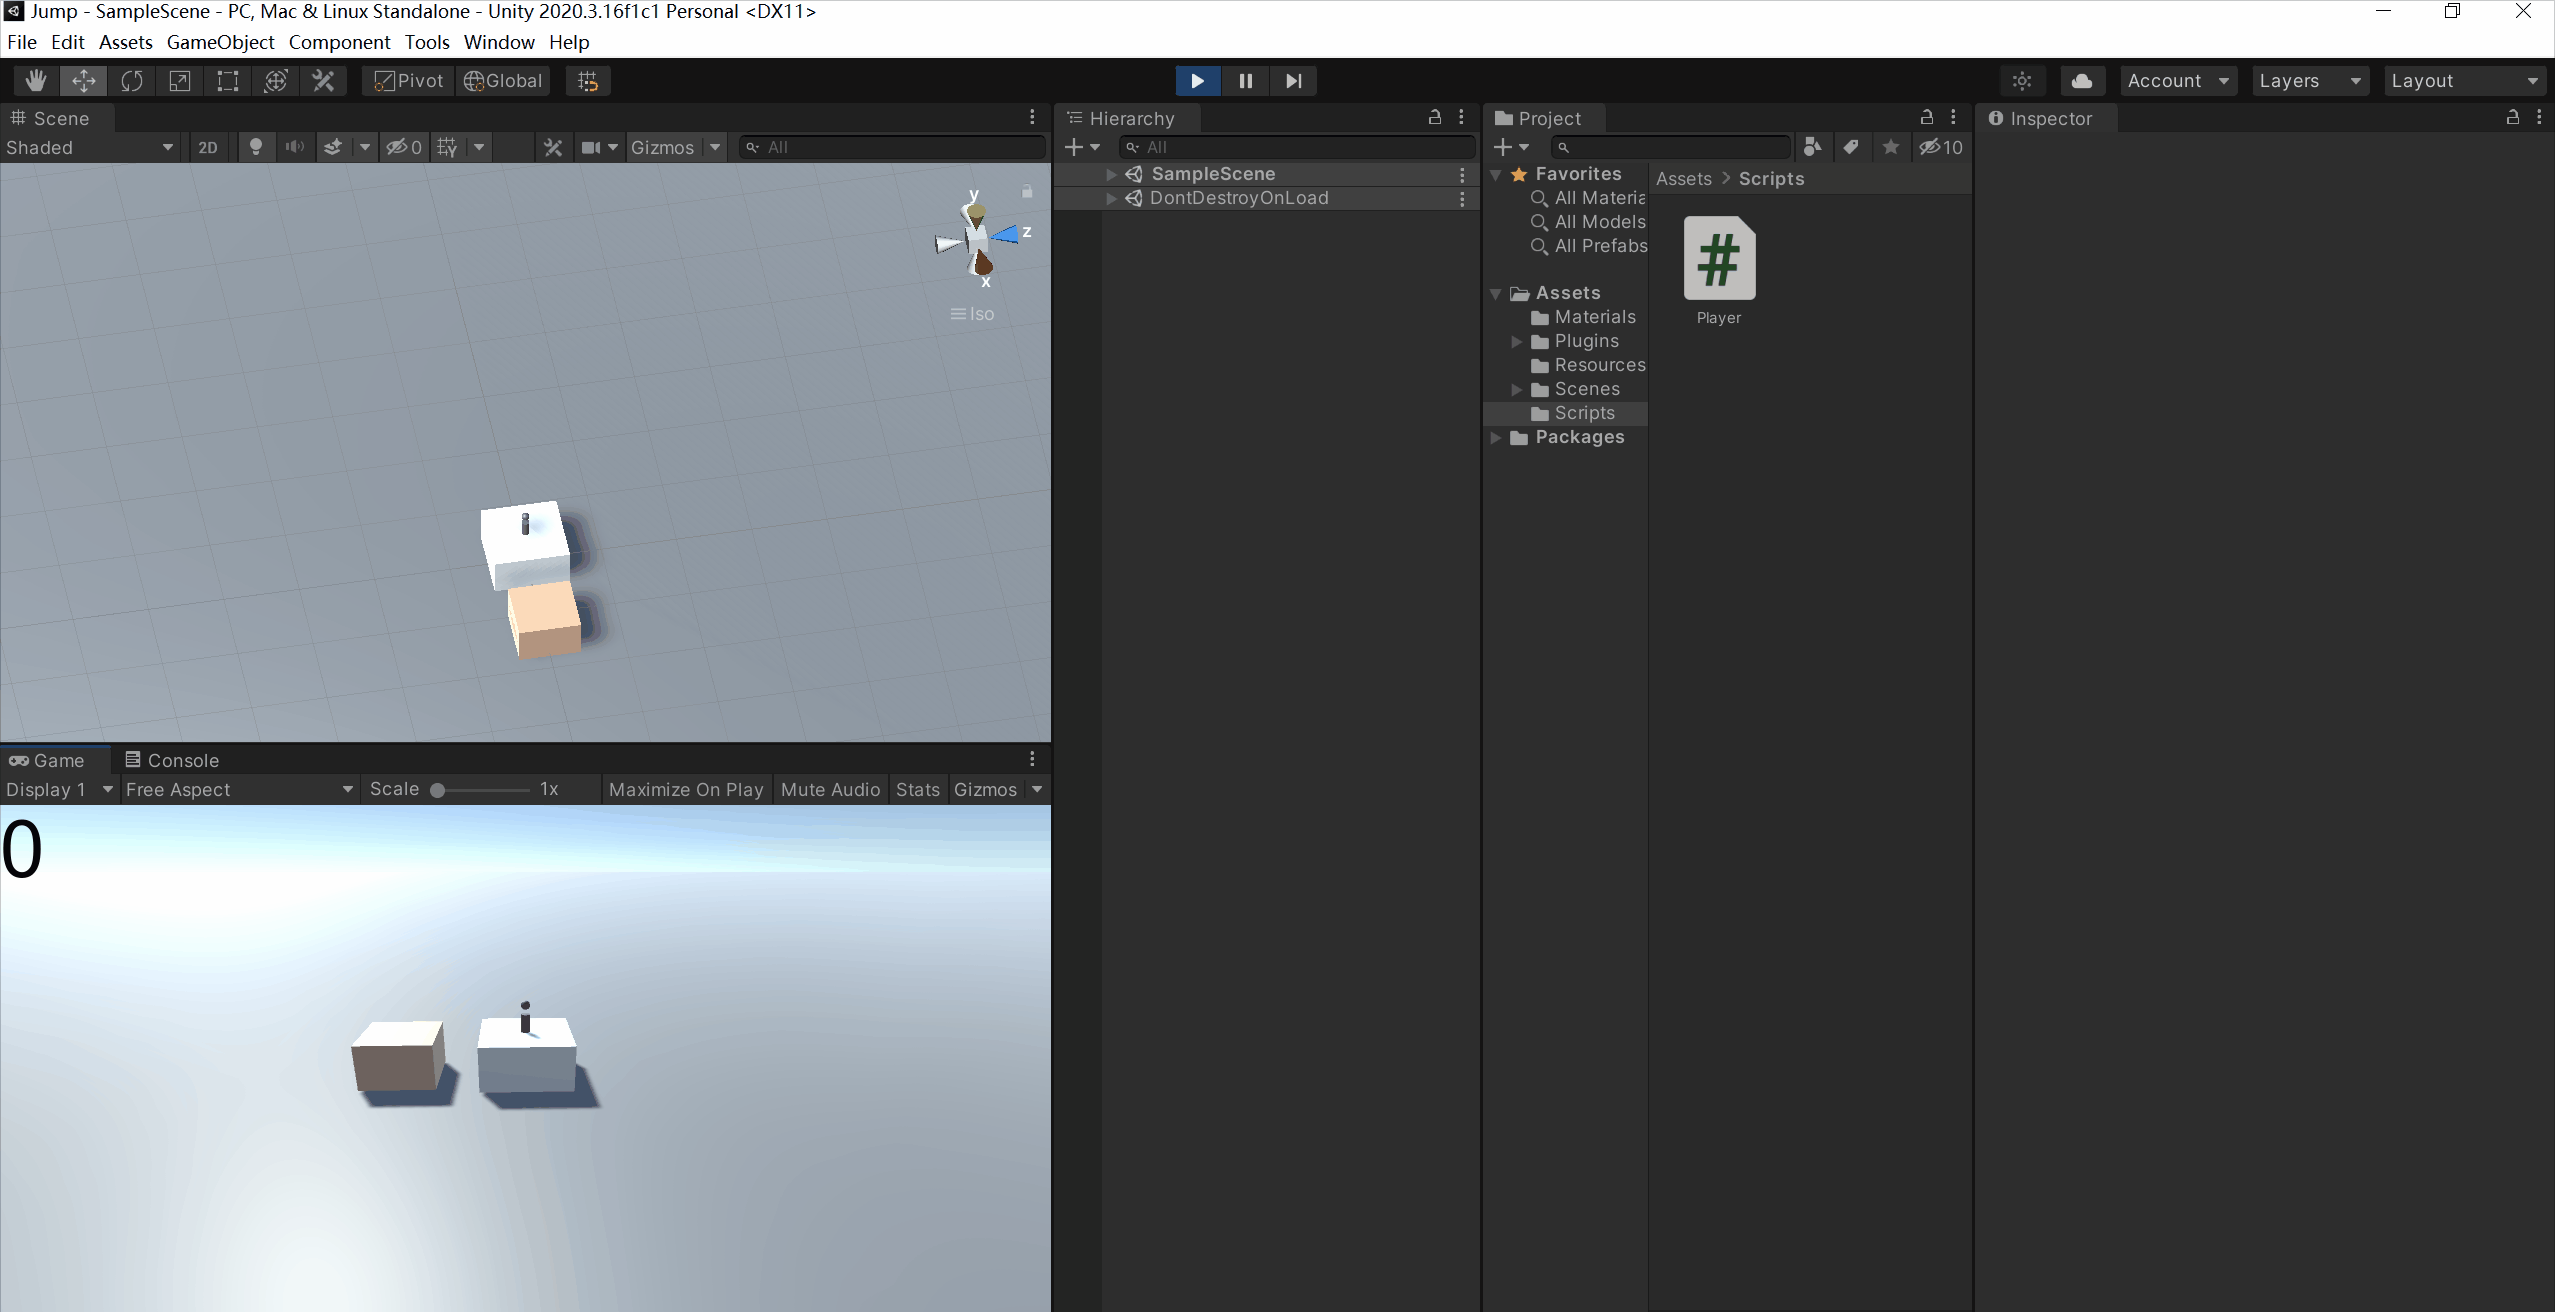 Jump - SampleScene - PC, Mac & Linux Standalone - Unity 2020.3.16f1c1 Personal <DX11>
File Edit Assets GameObject Component Tools Window Help
Pivot Global Account Layers Layout
Scene
Shaded 2D 0 Gizmos All
y
z
x
Iso
Game Console
Display 1 Free Aspect Scale 1x Maximize On Play Mute Audio Stats Gizmos
0
Hierarchy
All
SampleScene
DontDestroyOnLoad
Project
10
Favorites
All Materia
All Models
All Prefabs
Assets
Materials
Plugins
Resources
Scenes
Scripts
Packages
Assets > Scripts
#
Player
Inspector